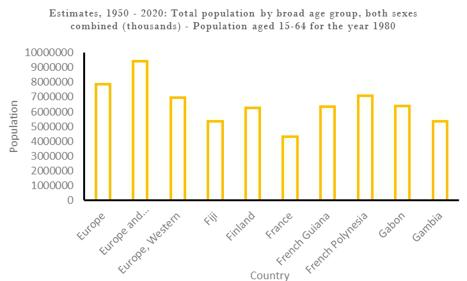 Estimates, 1950 - 2020: Total population by broad age group, both sexes
combined (thousands) - Population aged 15-64 for the year 1980
10000000
9000000
8000000
7000000
6000000
5000000
4000000
3000000
2000000
1000000
0
Population
Europe
Europe and...
Europe, Western
Fiji
Finland
France
French Guiana
French Polynesia
Gabon
Gambia
Country